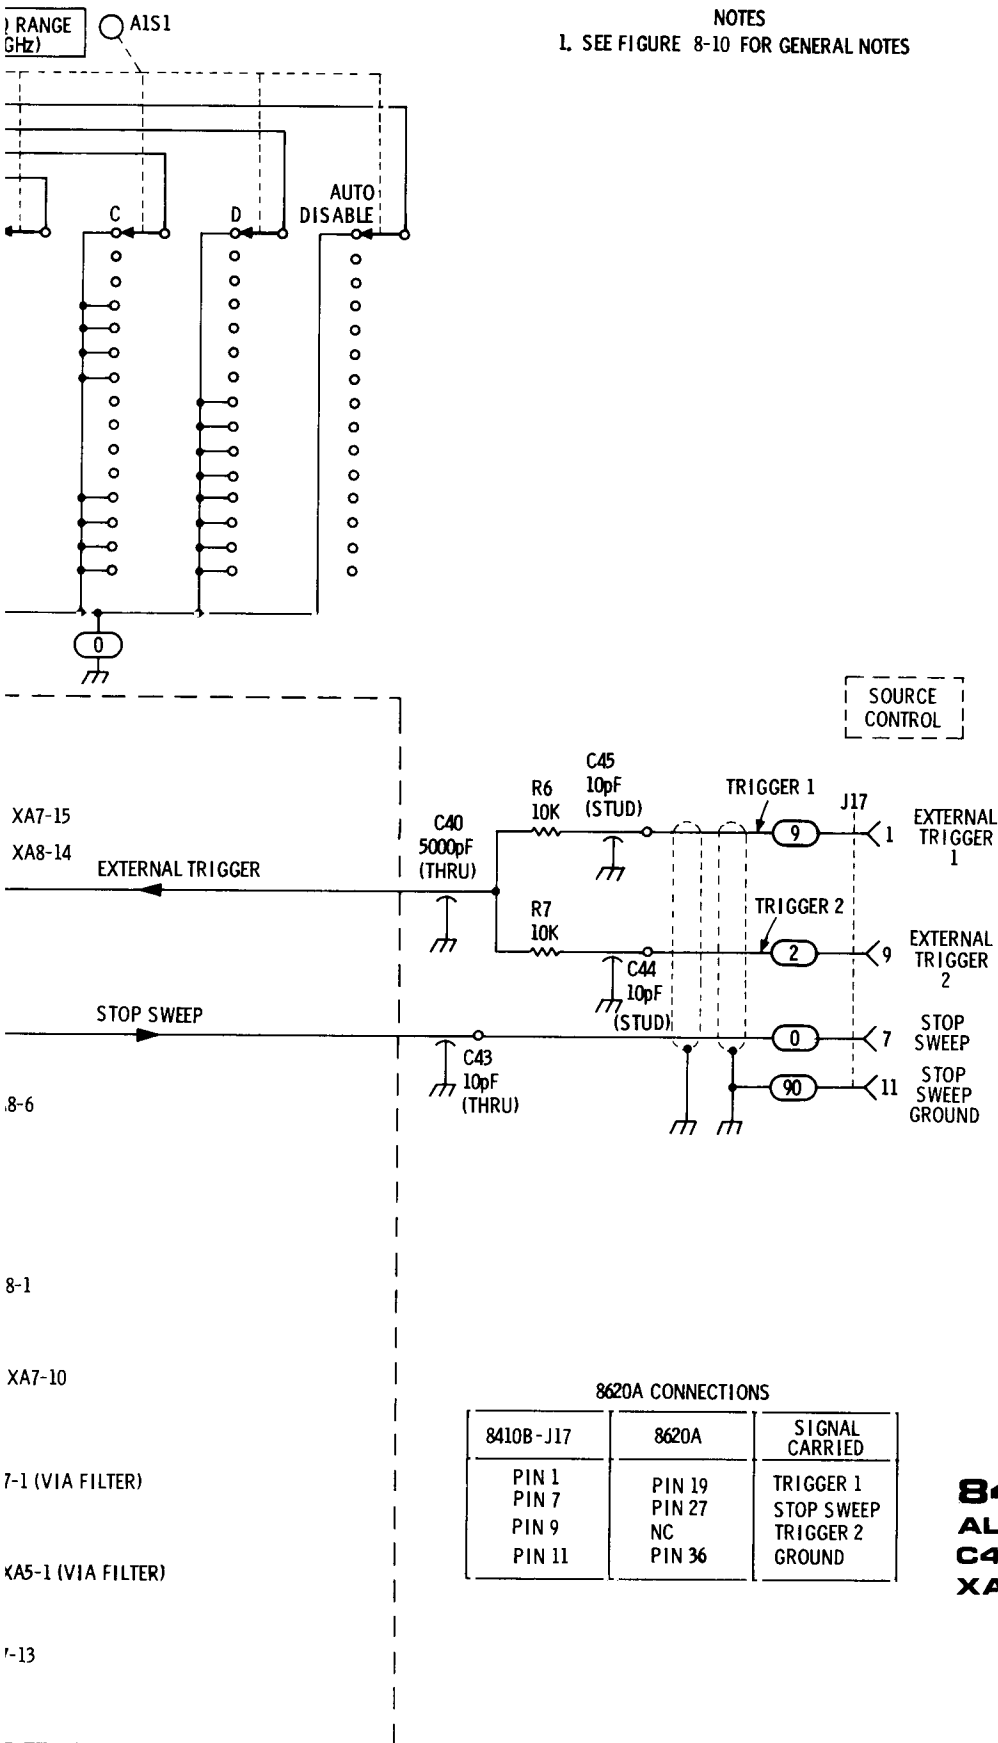 ) RANGE
GHz)
A1S1
NOTES
1. SEE FIGURE 8-10 FOR GENERAL NOTES
AUTO
DISABLE
C
D
0
SOURCE
CONTROL
XA7-15
XA8-14
EXTERNAL TRIGGER
C40
5000pF
(THRU)
R6
10K
C45
10pF
(STUD)
TRIGGER 1
9
J17
1
EXTERNAL
TRIGGER
1
R7
10K
C44
10pF
(STUD)
TRIGGER 2
2
9
EXTERNAL
TRIGGER
2
STOP SWEEP
C43
10pF
(THRU)
0
7
STOP
SWEEP
90
11
STOP
SWEEP
GROUND
8-6
8-1
XA7-10
7-1 (VIA FILTER)
XA5-1 (VIA FILTER)
7-13
8620A CONNECTIONS
8410B-J17 8620A SIGNAL
CARRIED
PIN 1 PIN 19 TRIGGER 1
PIN 7 PIN 27 STOP SWEEP
PIN 9 NC TRIGGER 2
PIN 11 PIN 36 GROUND
84
AL
C4
XA